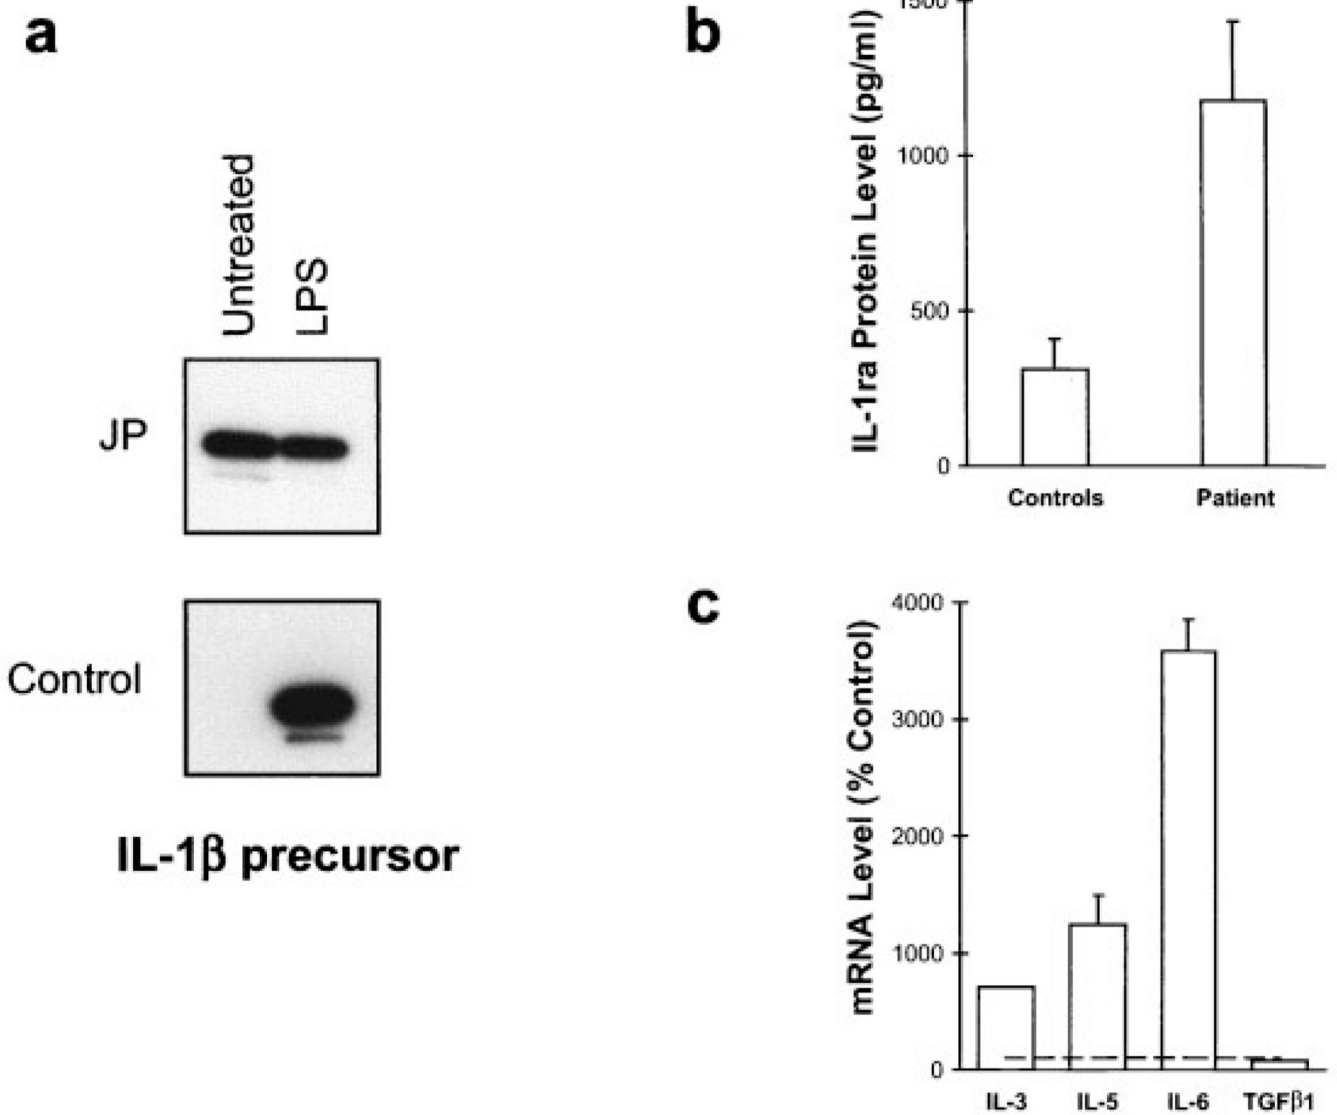 a
Untreated
LPS
JP
Control
IL-1β precursor
b
IL-1ra Protein Level (pg/ml)
1500
1000
500
0
Controls
Patient
c
mRNA Level (% Control)
4000
3000
2000
1000
0
IL-3
IL-5
IL-6
TGFβ1